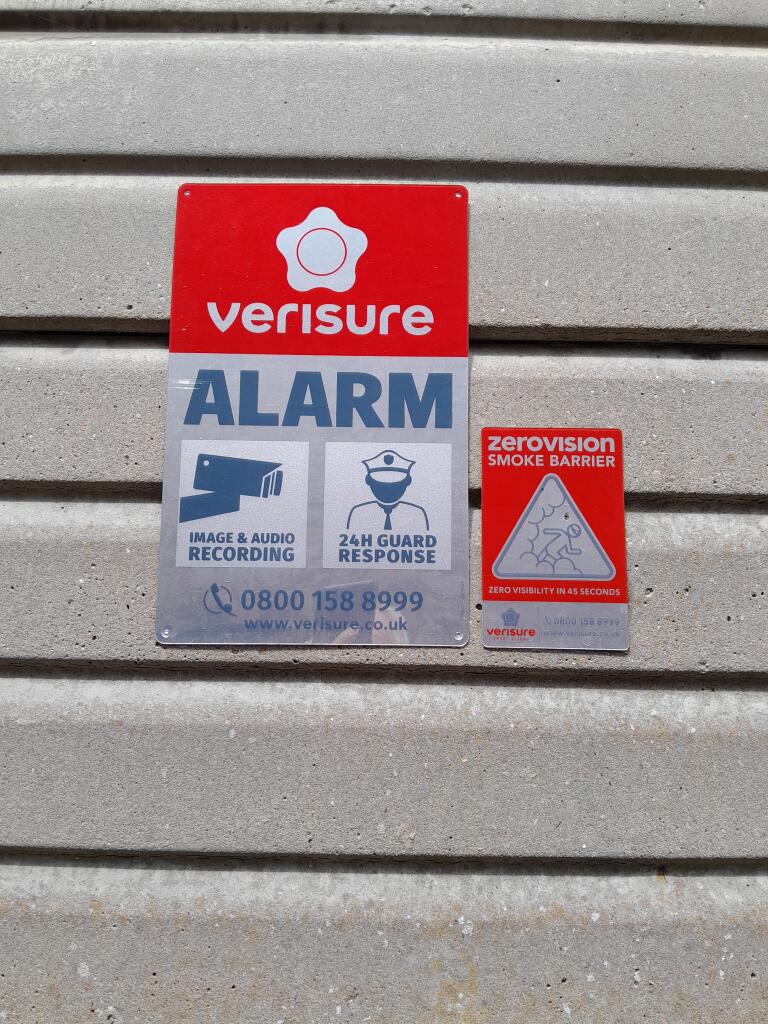 verisure
ALARM
IMAGE & AUDIO
RECORDING
24H GUARD
RESPONSE
0800 158 8999
www.verisure.co.uk
zerovision
SMOKE BARRIER
ZERO VISIBILITY IN 45 SECONDS
verisure
0800 158 8999
www.verisure.co.uk